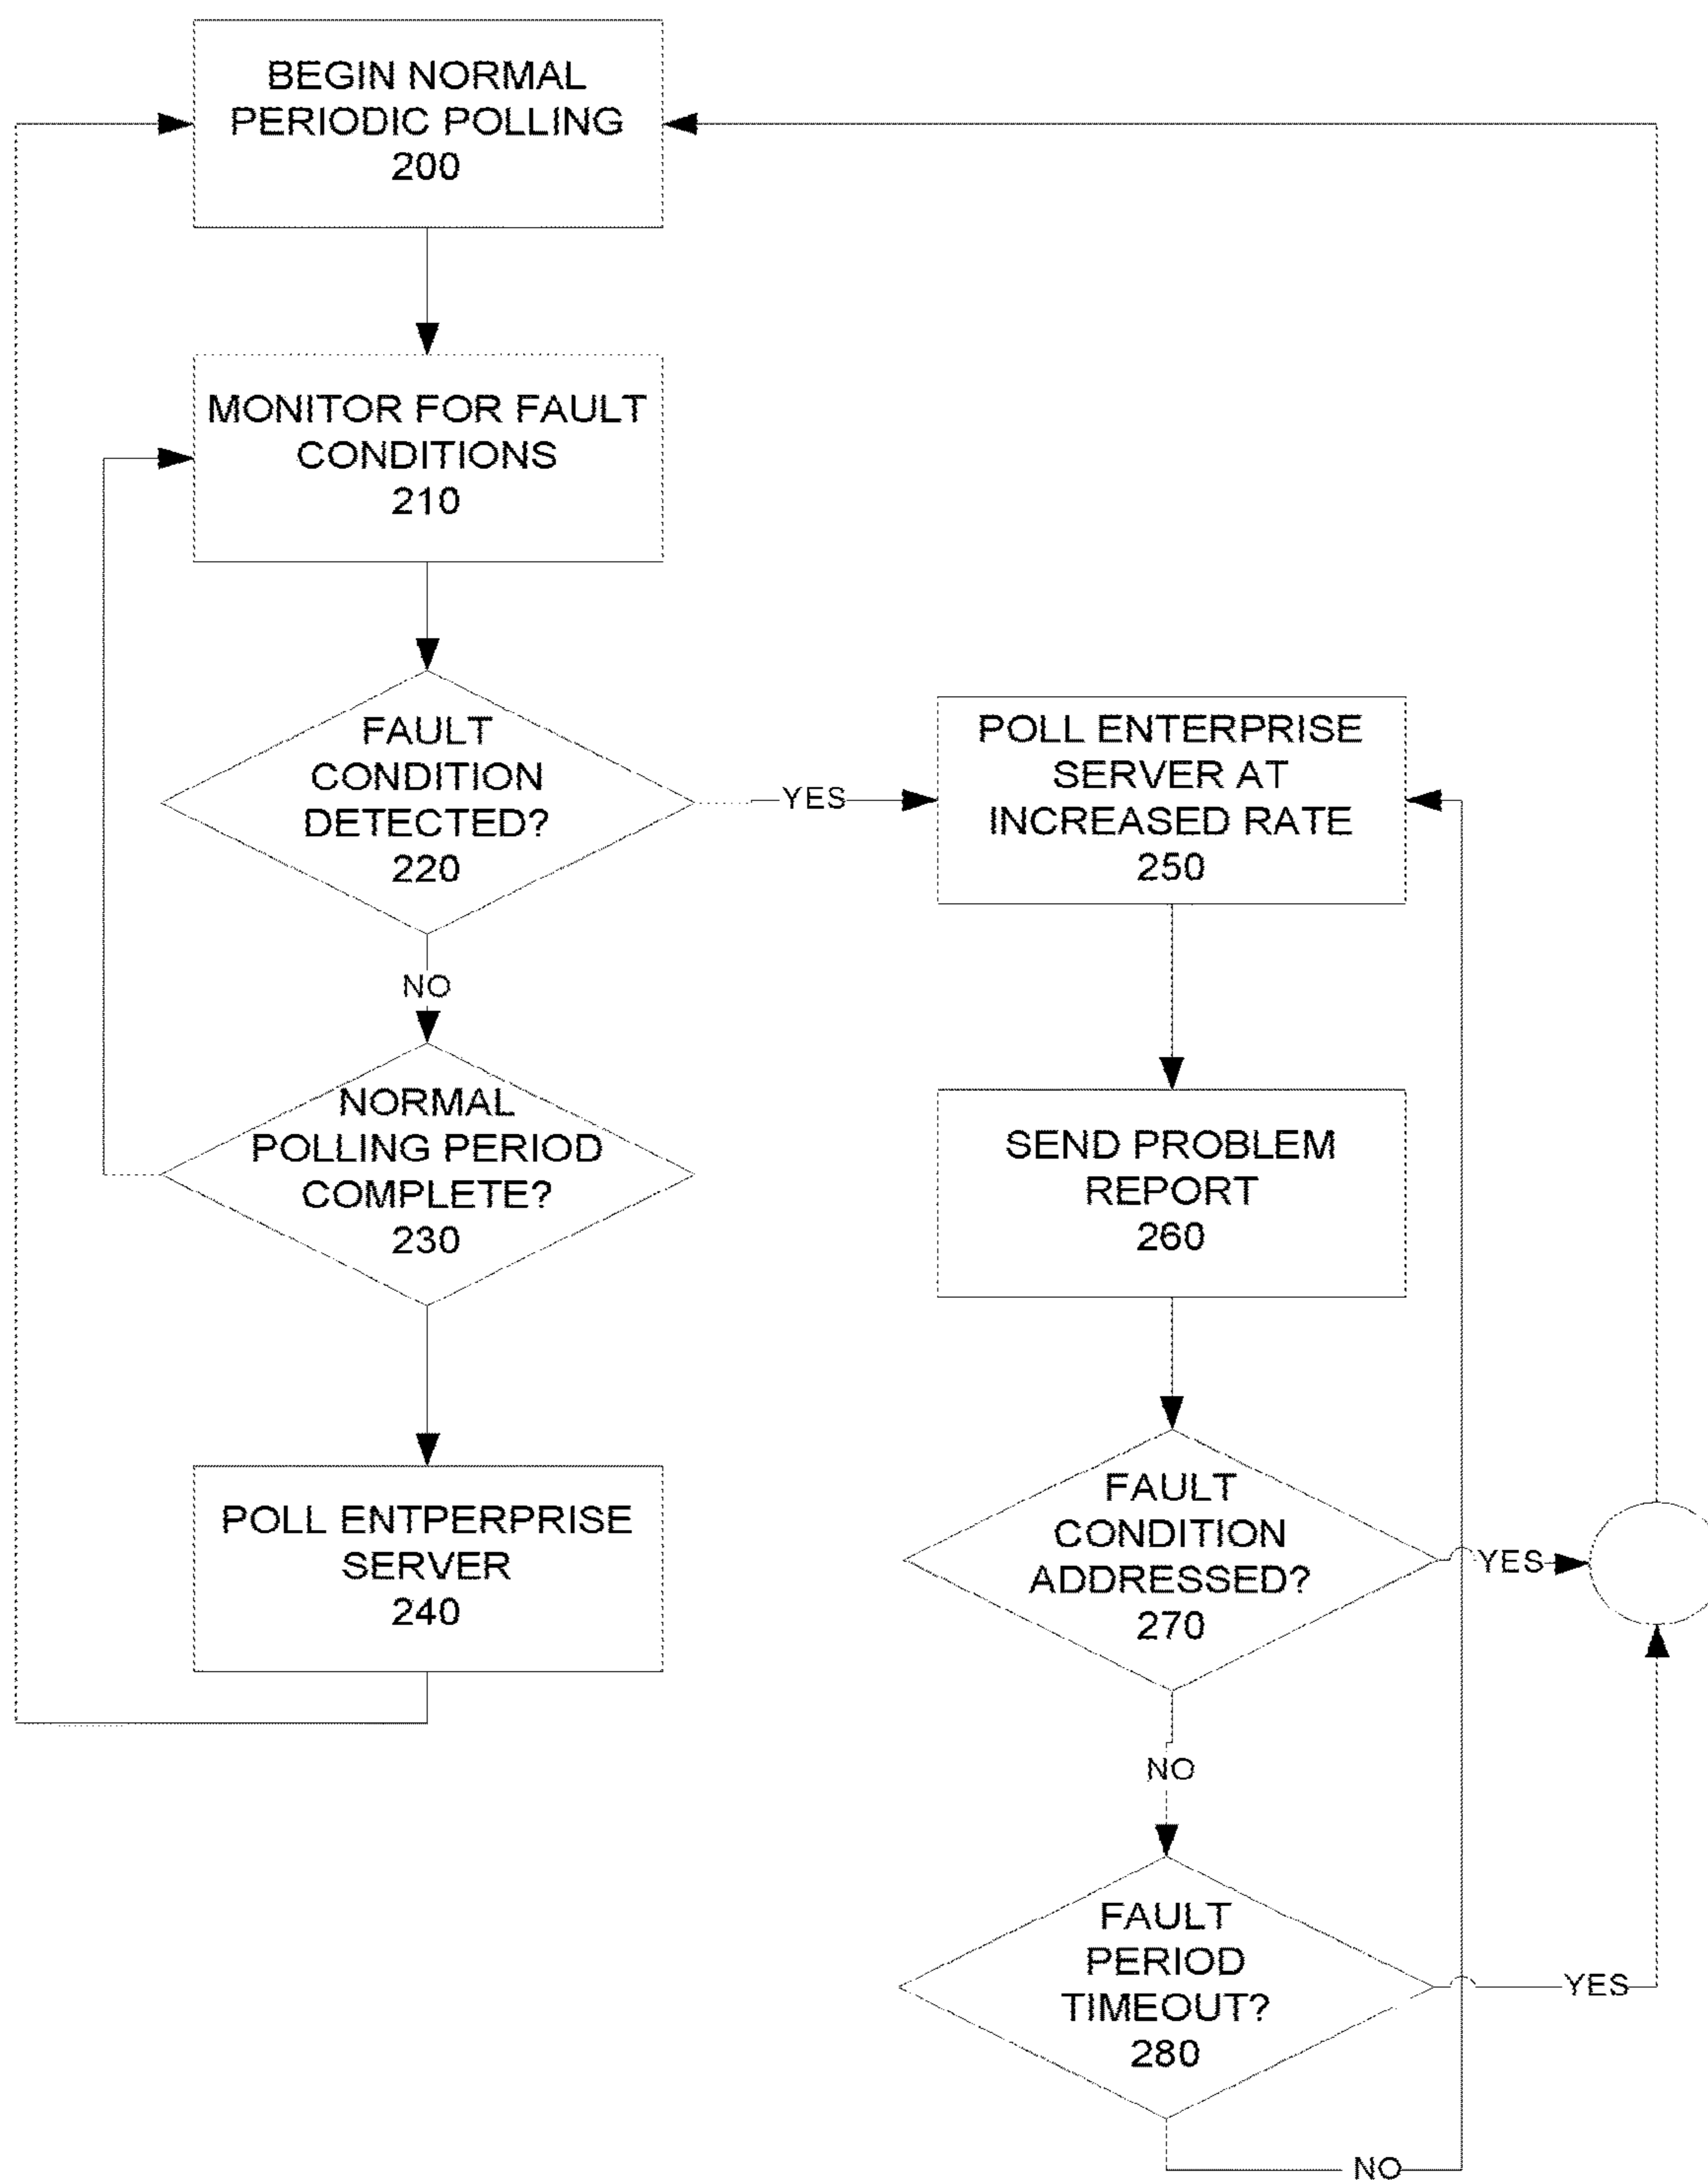 BEGIN NORMAL
PERIODIC POLLING
200
MONITOR FOR FAULT
CONDITIONS
210
FAULT
CONDITION
DETECTED?
220
YES
NO
NORMAL
POLLING PERIOD
COMPLETE?
230
POLL ENTPERPRISE
SERVER
240
POLL ENTERPRISE
SERVER AT
INCREASED RATE
250
SEND PROBLEM
REPORT
260
FAULT
CONDITION
ADDRESSED?
270
YES
NO
FAULT
PERIOD
TIMEOUT?
280
YES
NO